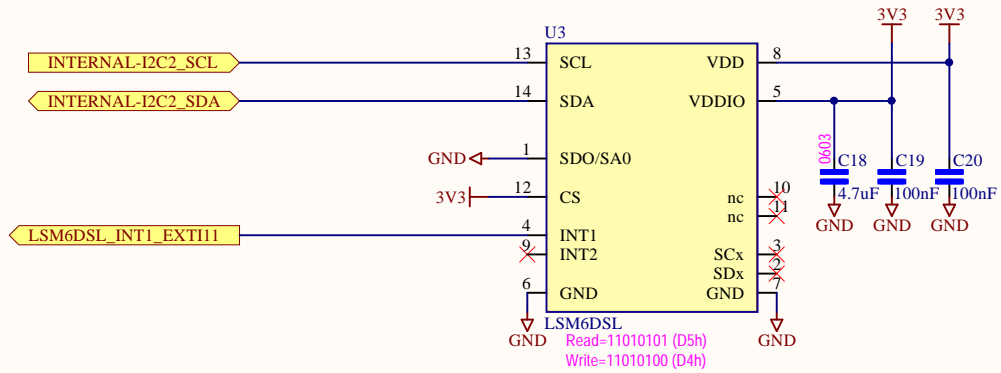 U3
3V3 3V3
INTERNAL-I2C2_SCL 13 SCL VDD 8
INTERNAL-I2C2_SDA 14 SDA VDDIO 5
GND 1 SDO/SA0
0603 C18 C19 C20
4.7uF 100nF 100nF
3V3 12 CS nc 10
nc 11
GND GND GND
LSM6DSL_INT1_EXTI11 4 INT1
9 INT2 SCx 3
SDx 2
6 GND GND 7
LSM6DSL
GND GND
Read=11010101 (D5h)
Write=11010100 (D4h)